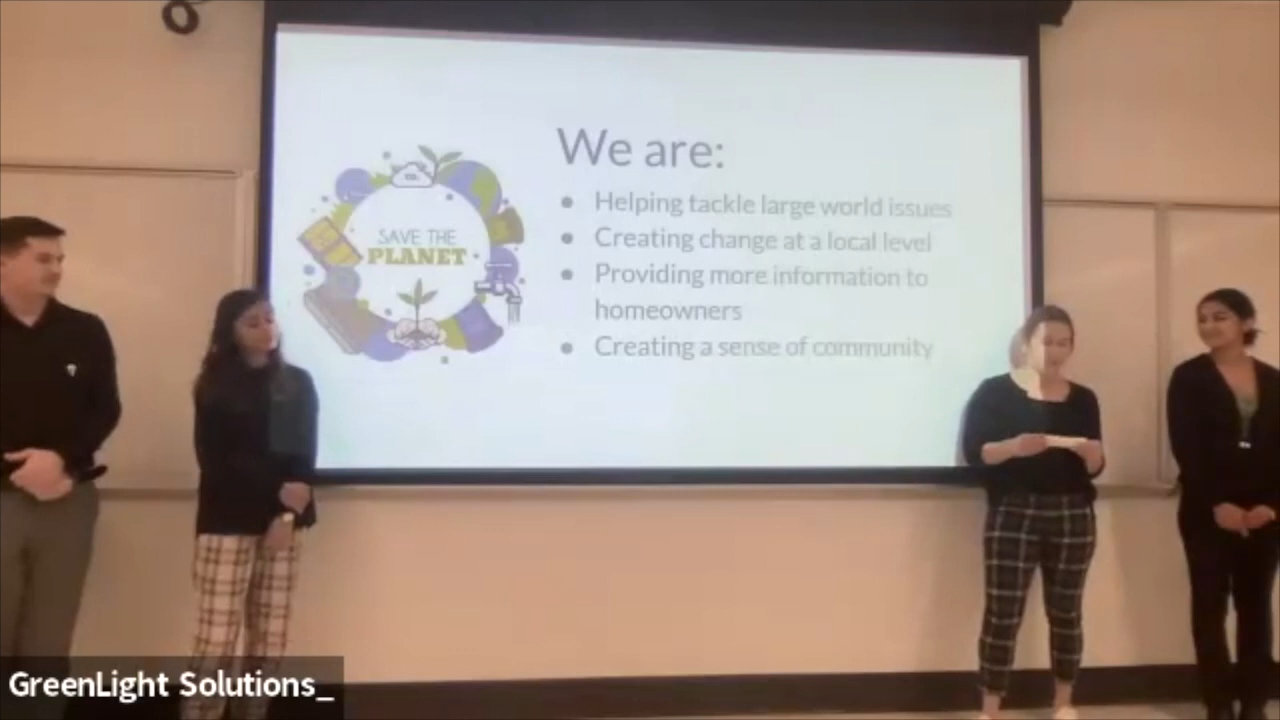 We are:
• Helping tackle large world issues
• Creating change at a local level
• Providing more information to
homeowners
• Creating a sense of community
SAVE THE
PLANET
GreenLight Solutions_